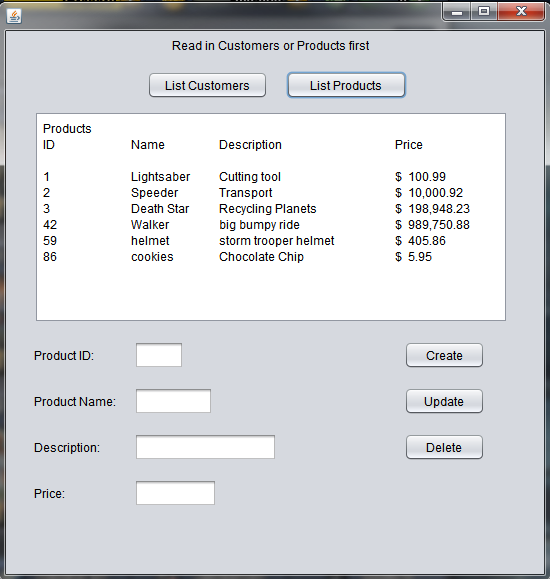 Read in Customers or Products first
List Customers List Products
Products
ID Name Description Price
1 Lightsaber Cutting tool $ 100.99
2 Speeder Transport $ 10,000.92
3 Death Star Recycling Planets $ 198,948.23
42 Walker big bumpy ride $ 989,750.88
59 helmet storm trooper helmet $ 405.86
86 cookies Chocolate Chip $ 5.95
Product ID: Create
Product Name: Update
Description: Delete
Price: